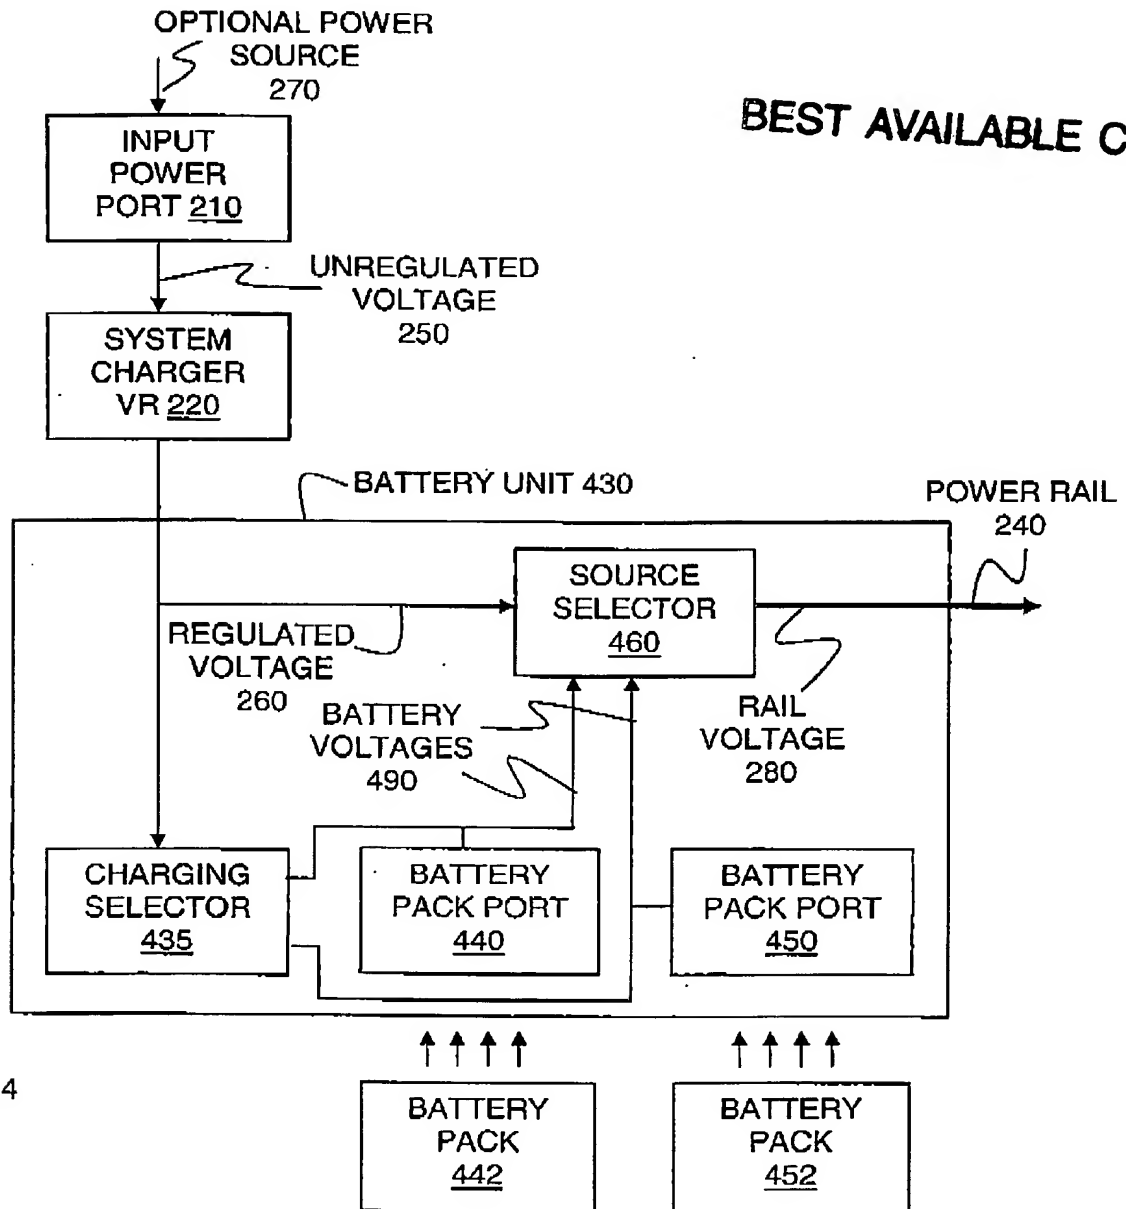 OPTIONAL POWER
SOURCE
270
BEST AVAILABLE C
INPUT
POWER
PORT 210
UNREGULATED
VOLTAGE
250
SYSTEM
CHARGER
VR 220
BATTERY UNIT 430
POWER RAIL
240
SOURCE
SELECTOR
460
REGULATED
VOLTAGE
260
BATTERY
VOLTAGES
490
RAIL
VOLTAGE
280
CHARGING
SELECTOR
435
BATTERY
PACK PORT
440
BATTERY
PACK PORT
450
4
BATTERY
PACK
442
BATTERY
PACK
452